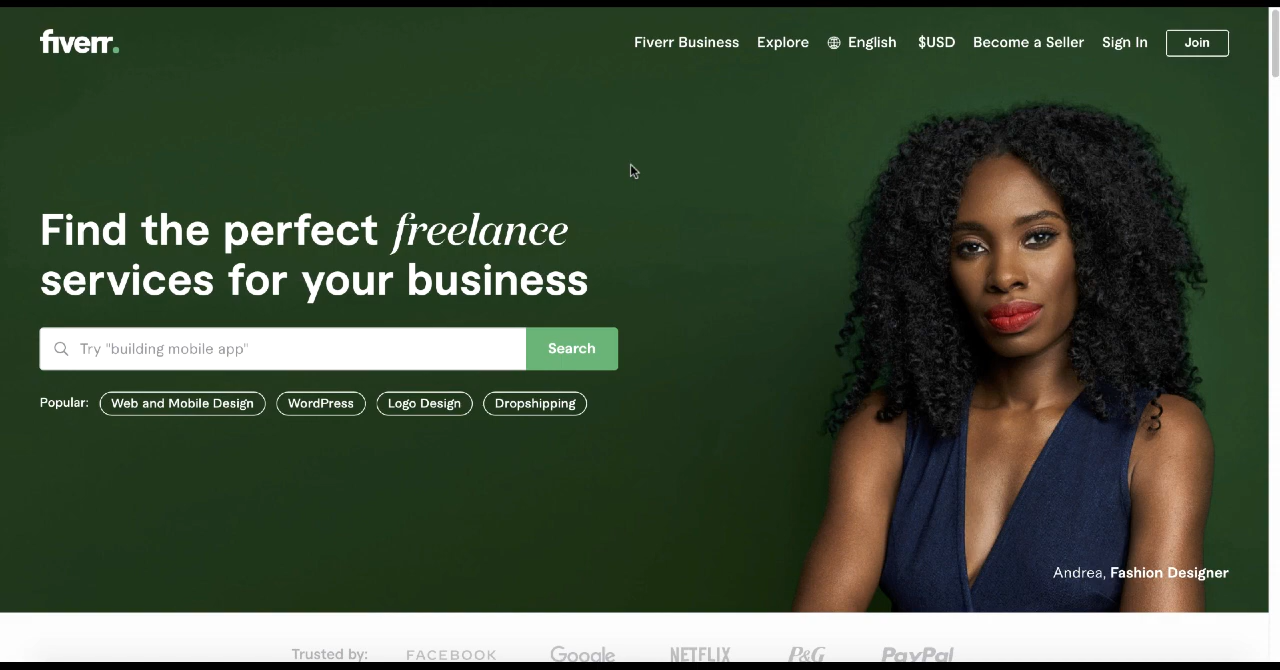 fiverr.
Fiverr Business Explore English $USD Become a Seller Sign In Join
Find the perfect freelance
services for your business
Try "building mobile app" Search
Popular: Web and Mobile Design WordPress Logo Design Dropshipping
Andrea, Fashion Designer
Trusted by: FACEBOOK Google NETFLIX P&G PayPal